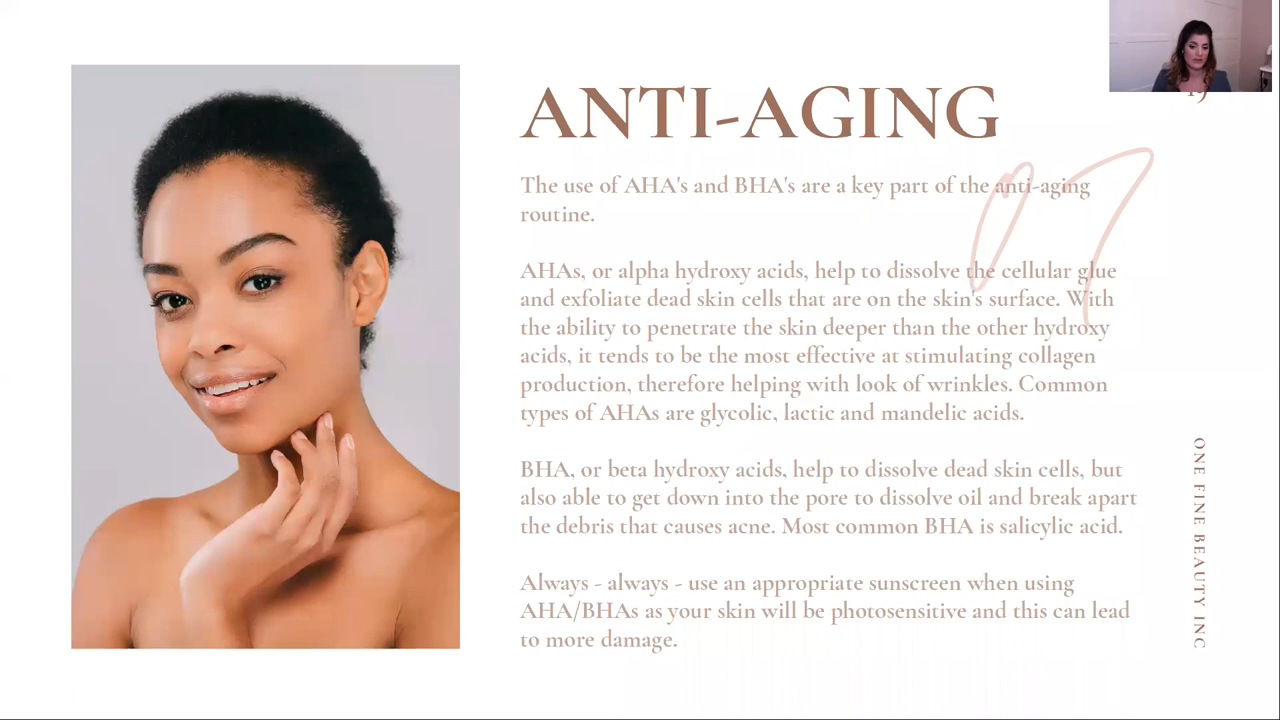 ANTI-AGING
The use of AHA's and BHA's are a key part of the anti-aging
routine.
AHAs, or alpha hydroxy acids, help to dissolve the cellular glue
and exfoliate dead skin cells that are on the skin's surface. With
the ability to penetrate the skin deeper than the other hydroxy
acids, it tends to be the most effective at stimulating collagen
production, therefore helping with look of wrinkles. Common
types of AHAs are glycolic, lactic and mandelic acids.
BHA, or beta hydroxy acids, help to dissolve dead skin cells, but
also able to get down into the pore to dissolve oil and break apart
the debris that causes acne. Most common BHA is salicylic acid.
Always - always - use an appropriate sunscreen when using
AHA/BHAs as your skin will be photosensitive and this can lead
to more damage.
ONE FINE BEAUTY INC